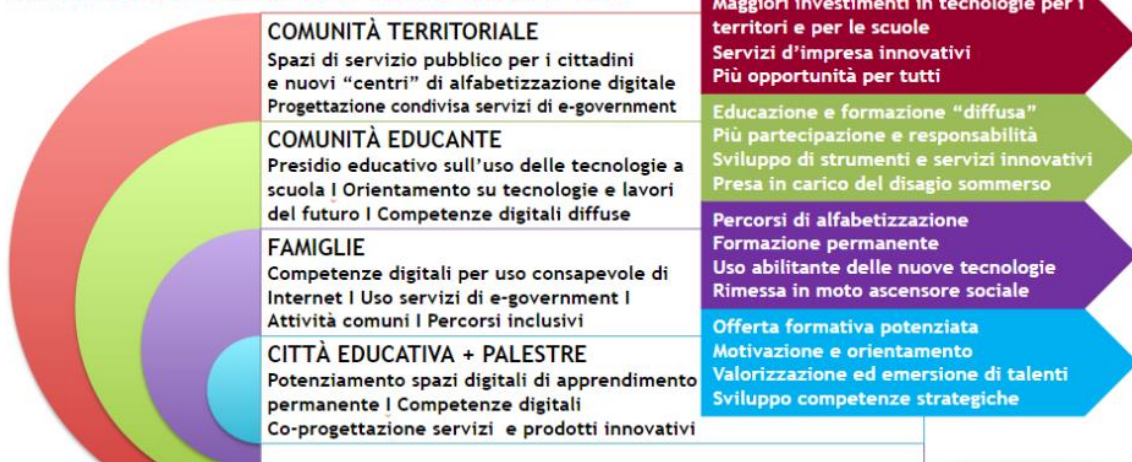 COMUNITÀ TERRITORIALE
Spazi di servizio pubblico per i cittadini
e nuovi “centri” di alfabetizzazione digitale
Progettazione condivisa servizi di e-government
Maggiori investimenti in tecnologie per i
territori e per le scuole
Servizi d’impresa innovativi
Più opportunità per tutti
COMUNITÀ EDUCANTE
Presidio educativo sull’uso delle tecnologie a
scuola I Orientamento su tecnologie e lavori
del futuro I Competenze digitali diffuse
Educazione e formazione “diffusa”
Più partecipazione e responsabilità
Sviluppo di strumenti e servizi innovativi
Presa in carico del disagio sommerso
FAMIGLIE
Competenze digitali per uso consapevole di
Internet I Uso servizi di e-government I
Attività comuni I Percorsi inclusivi
Percorsi di alfabetizzazione
Formazione permanente
Uso abilitante delle nuove tecnologie
Rimessa in moto ascensore sociale
CITTÀ EDUCATIVA + PALESTRE
Potenziamento spazi digitali di apprendimento
permanente I Competenze digitali
Co-progettazione servizi e prodotti innovativi
Offerta formativa potenziata
Motivazione e orientamento
Valorizzazione ed emersione di talenti
Sviluppo competenze strategiche